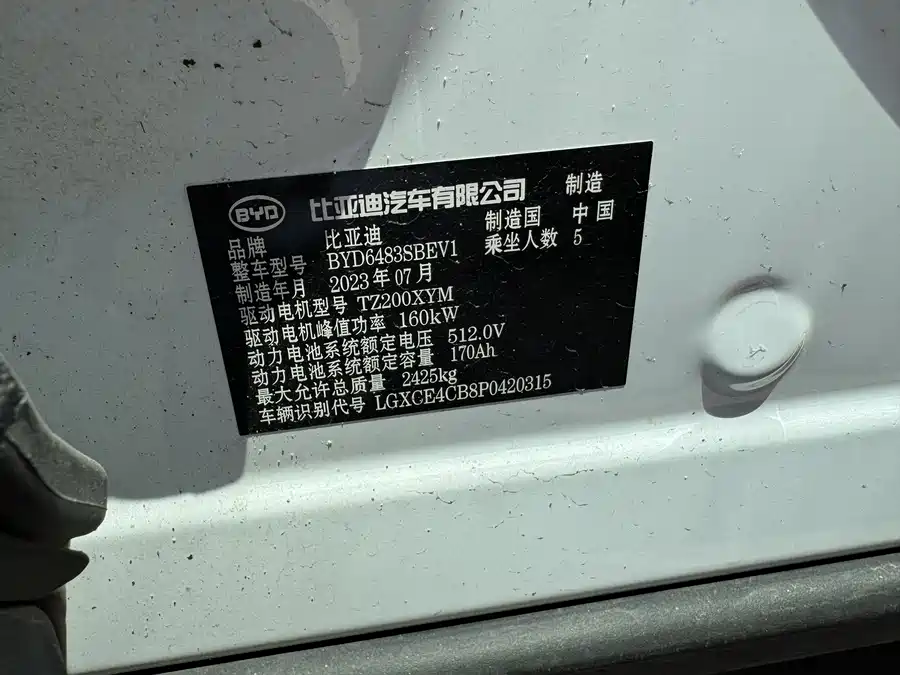 BYD 比亚迪汽车有限公司 制造
品牌 比亚迪 制造国 中国
整车型号 BYD6483SBEV1 乘坐人数 5
制造年月 2023年07月
驱动电机型号 TZ200XYM
驱动电机峰值功率 160kW
动力电池系统额定电压 512.0V
动力电池系统额定容量 170Ah
最大允许总质量 2425kg
车辆识别代号 LGXCE4CB8P0420315